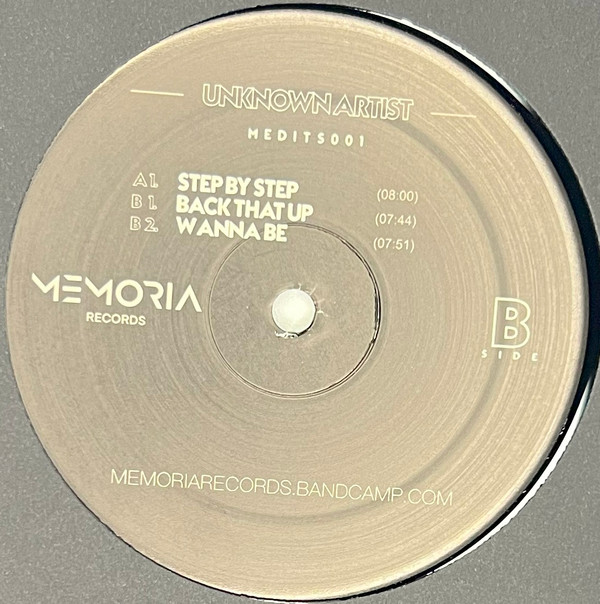 UNKNOWN ARTIST
MEDITS001
A1. STEP BY STEP (08:00)
B1. BACK THAT UP (07:44)
B2. WANNA BE (07:51)
MEMORIA
RECORDS
B
SIDE
MEMORIARECORDS.BANDCAMP.COM